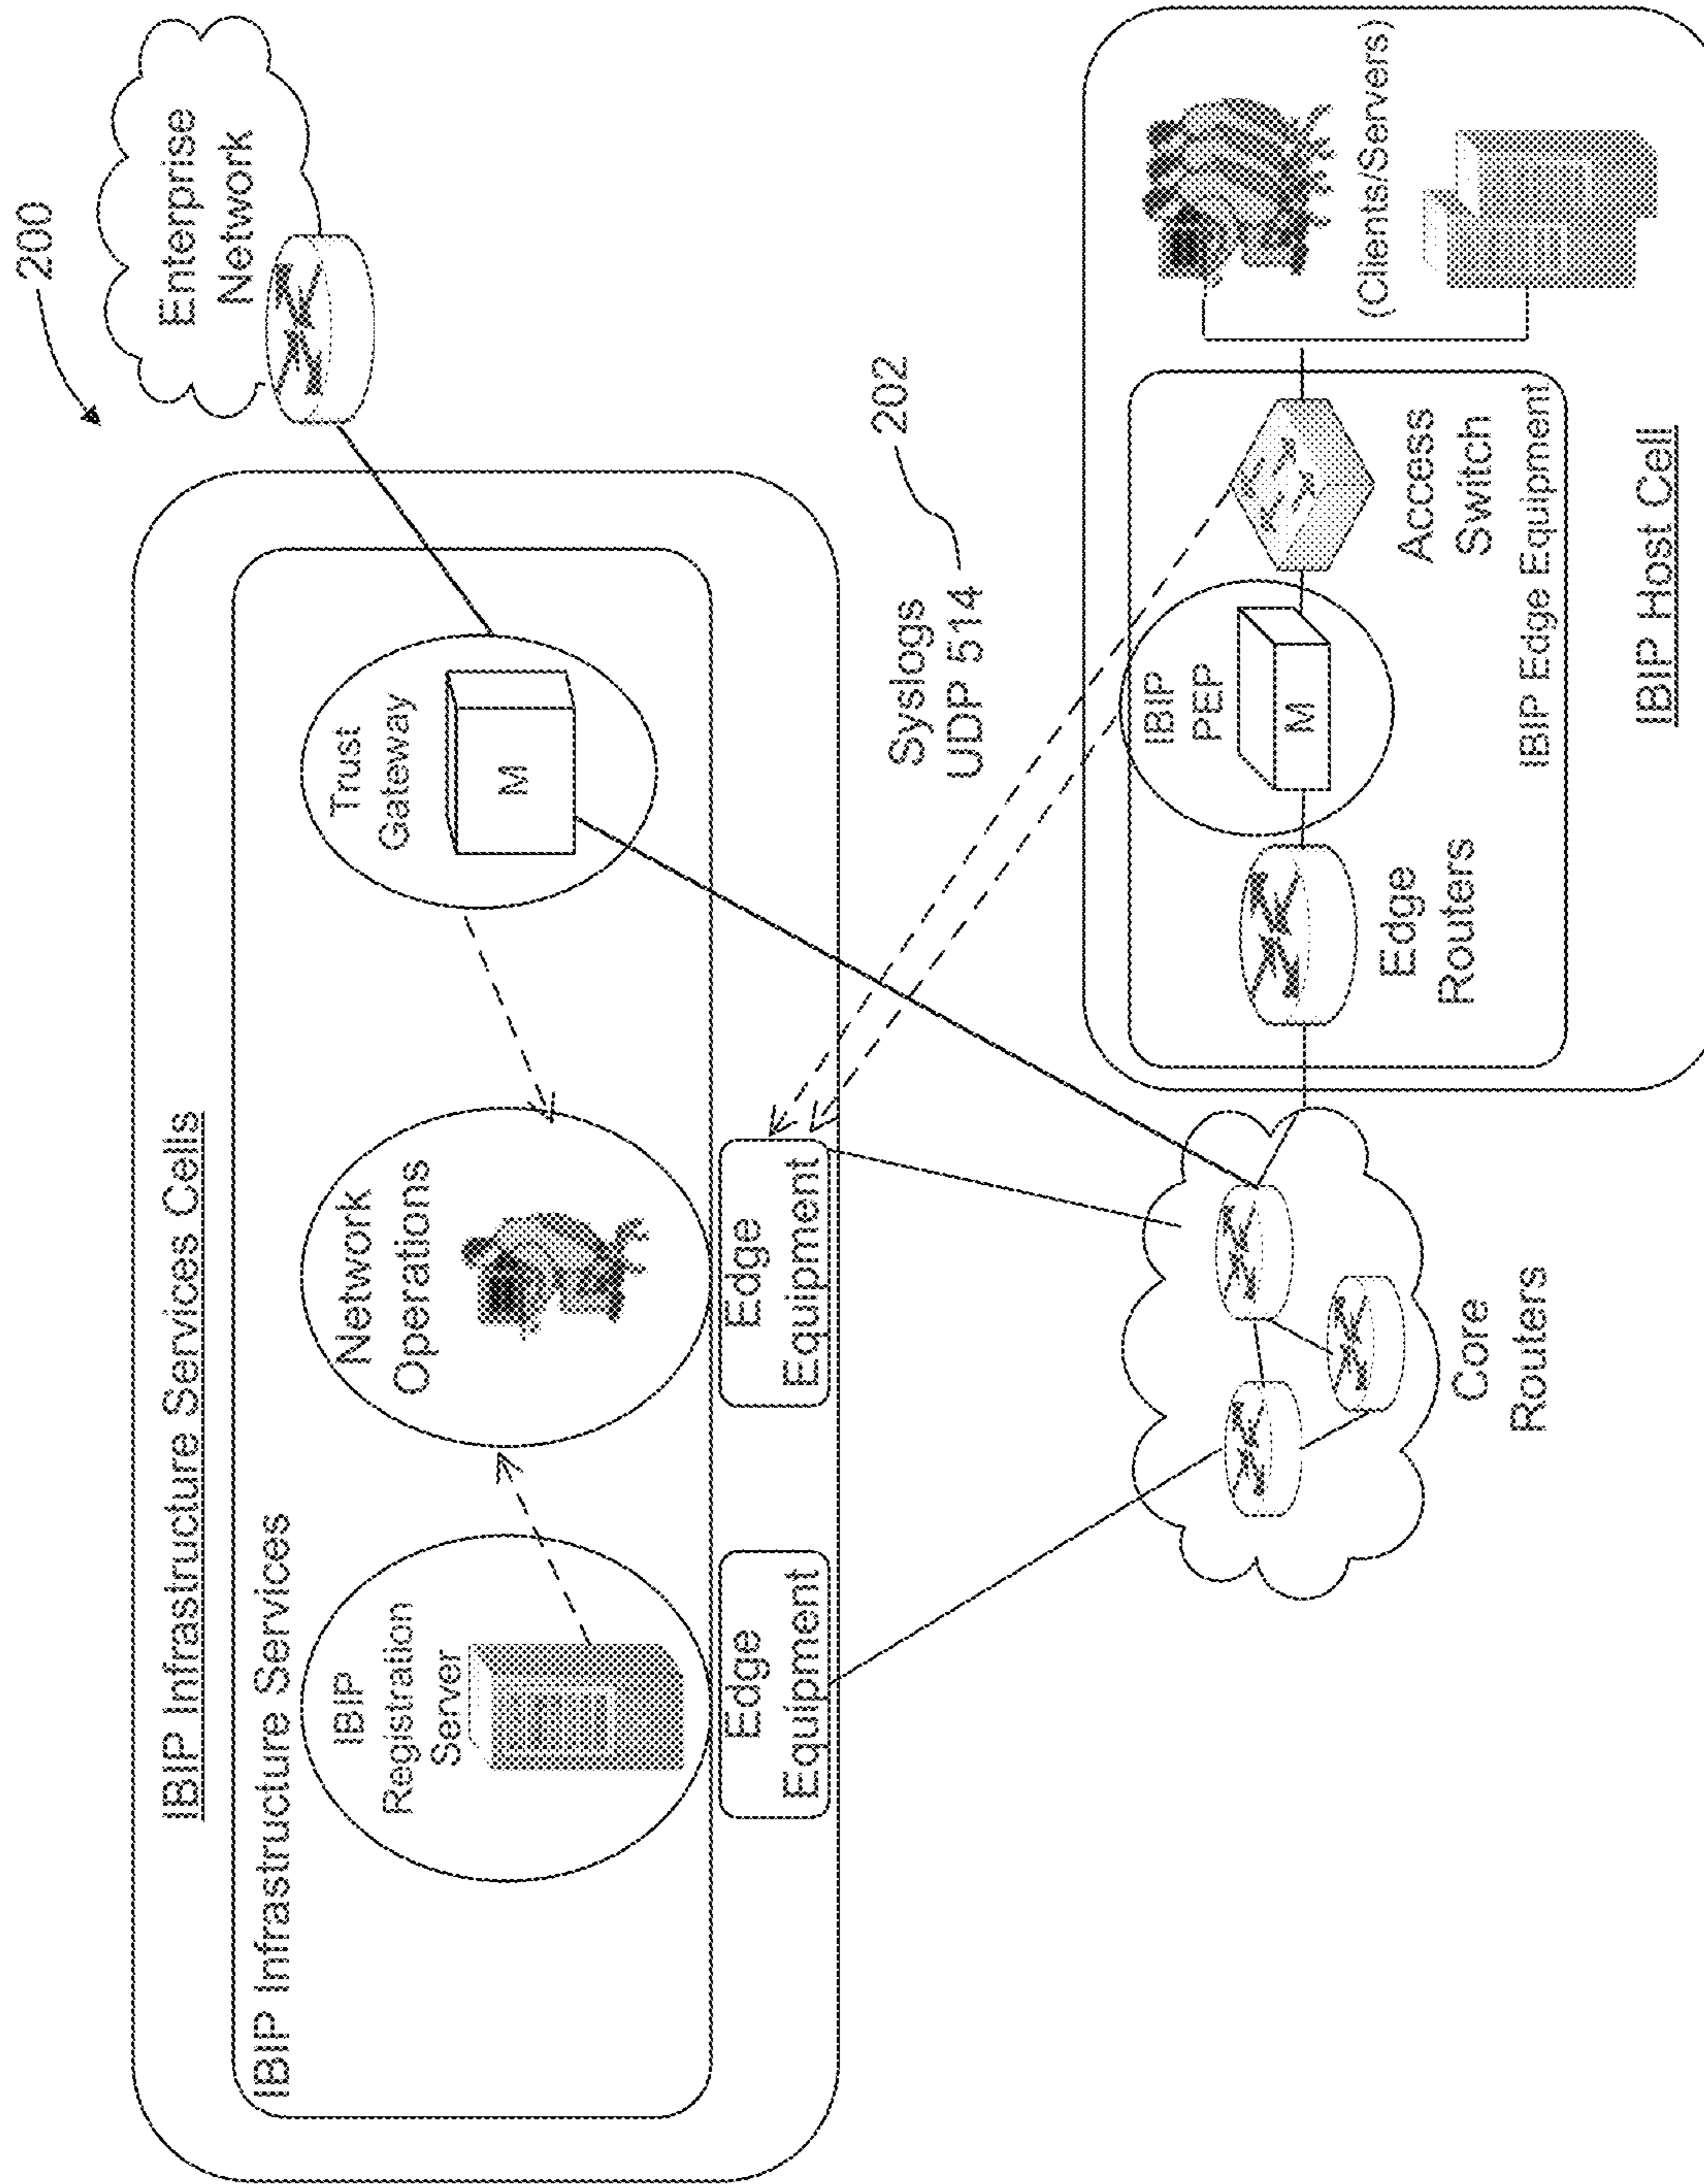 200
IBIP Infrastructure Services Cells
IBIP Infrastructure Services
IBIP
Registration
Server
Network
Operations
Trust
Gateway
M
Enterprise
Network
Edge
Equipment
Edge
Equipment
Syslogs
UDP 514
202
Core
Routers
Edge
Routers
IBIP
PEP
M
Access
Switch
IBIP Edge Equipment
(Clients/Servers)
IBIP Host Cell